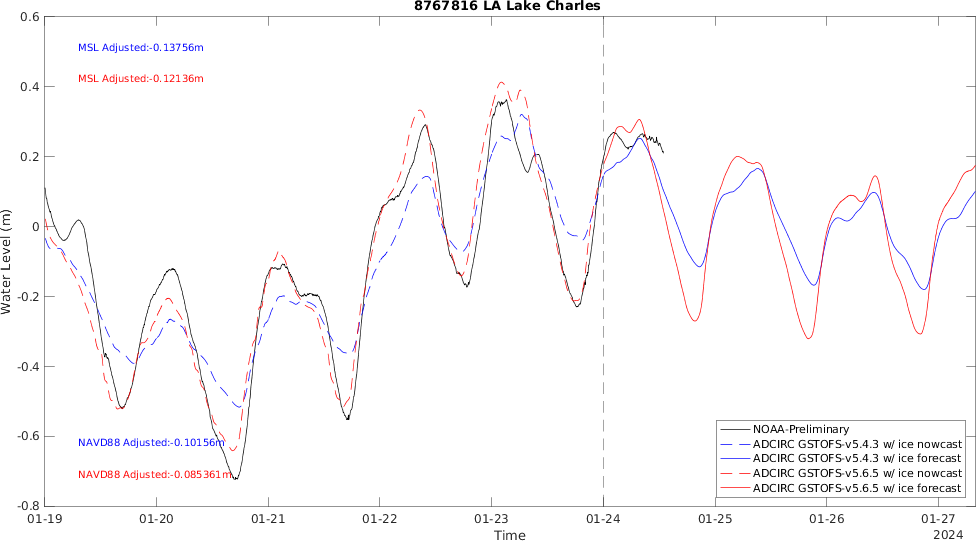 8767816 LA Lake Charles
0.6
0.4
0.2
0
-0.2
-0.4
-0.6
-0.8
Water Level (m)
MSL Adjusted:-0.13756m
MSL Adjusted:-0.12136m
NAVD88 Adjusted:-0.10156m
NAVD88 Adjusted:-0.085361m
NOAA-Preliminary
ADCIRC GSTOFS-v5.4.3 w/ ice nowcast
ADCIRC GSTOFS-v5.4.3 w/ ice forecast
ADCIRC GSTOFS-v5.6.5 w/ ice nowcast
ADCIRC GSTOFS-v5.6.5 w/ ice forecast
01-19 01-20 01-21 01-22 01-23 01-24 01-25 01-26 01-27
Time
2024